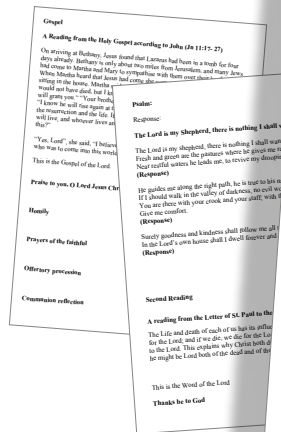 Gospel
A Reading from the Holy Gospel according to John (Jn 11:17- 27)
On arriving at Bethany, Jesus found that Lazarus had been in a tomb for four
days already. Bethany is only about two miles from Jerusalem, and many Jews
had come to Martha and Mary to sympathise with them over their
When Martha heard that Jesus had come she
sitting in the house. Martha
would not have died, but I
will grant you." "Your broth
"I know he will rise again at
the resurrection and the life. I
will live, and whoever lives an
this?"
"Yes, Lord", she said, "I believe
who was to come into this world
This is the Gospel of the Lord
Praise to you, O Lord Jesus Chr
Homily
Prayers of the faithful
Offertory procession
Communion reflection
Psalm:
Response:
The Lord is my Shepherd, there is nothing I shall
The Lord is my shepherd, there is nothing I shall wan
Fresh and green are the pastures where he gives me
Near restful waters he leads me, to revive my drooping
(Response)
He guides me along the right path, he is true to his
If I should walk in the valley of darkness, no evil
You are there with your crook and your staff, with
Give me comfort.
(Response)
Surely goodness and kindness shall follow me all
In the Lord's own house shall I dwell forever and
(Response)
Second Reading
A reading from the Letter of St. Paul to the
The Life and death of each of us has its influe
for the Lord; and if we die, we die for the Lo
to the Lord. This explains why Christ both d
he might be Lord both of the dead and of the
This is the Word of the Lord
Thanks be to God